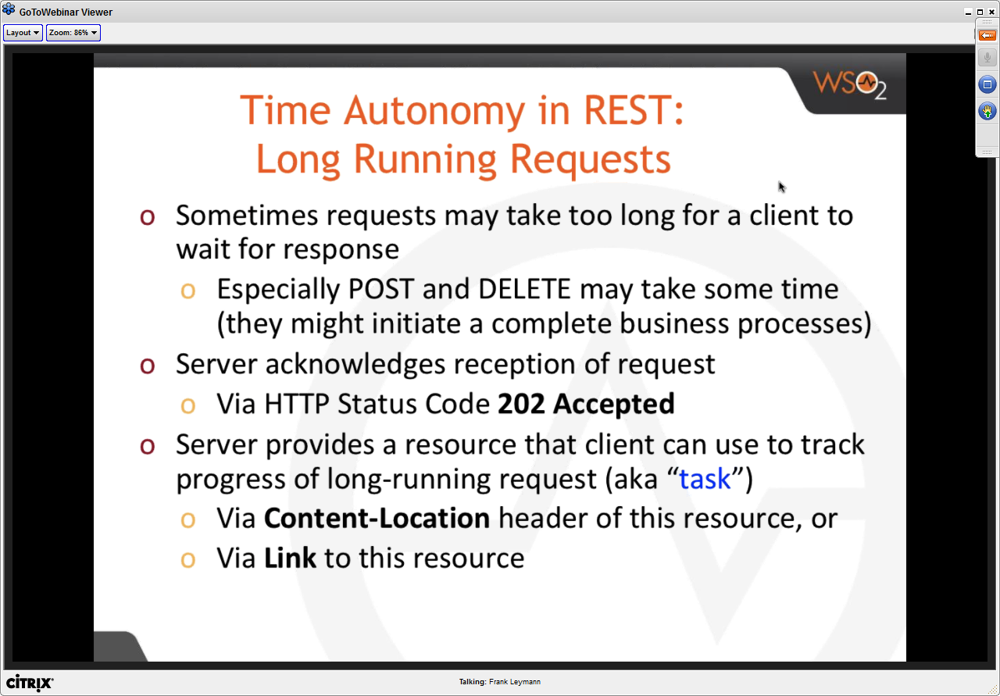 GoToWebinar Viewer
Layout
Zoom: 86%
WSO2
Time Autonomy in REST:
Long Running Requests
o Sometimes requests may take too long for a client to
wait for response
o Especially POST and DELETE may take some time
(they might initiate a complete business processes)
o Server acknowledges reception of request
o Via HTTP Status Code 202 Accepted
o Server provides a resource that client can use to track
progress of long-running request (aka “task”)
o Via Content-Location header of this resource, or
o Via Link to this resource
CITRIX
Talking: Frank Leymann